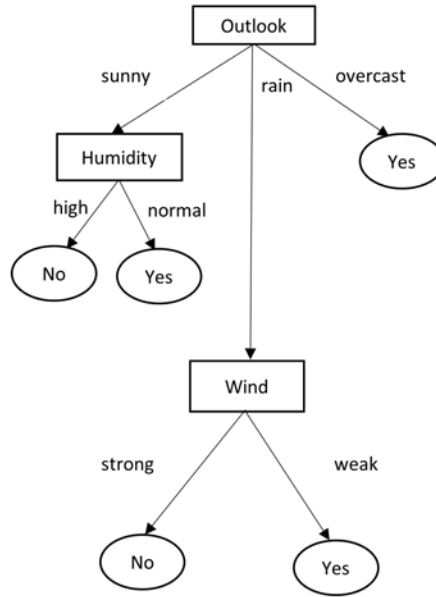 Outlook
sunny
rain
overcast
Humidity
Yes
high
normal
No
Yes
Wind
strong
weak
No
Yes